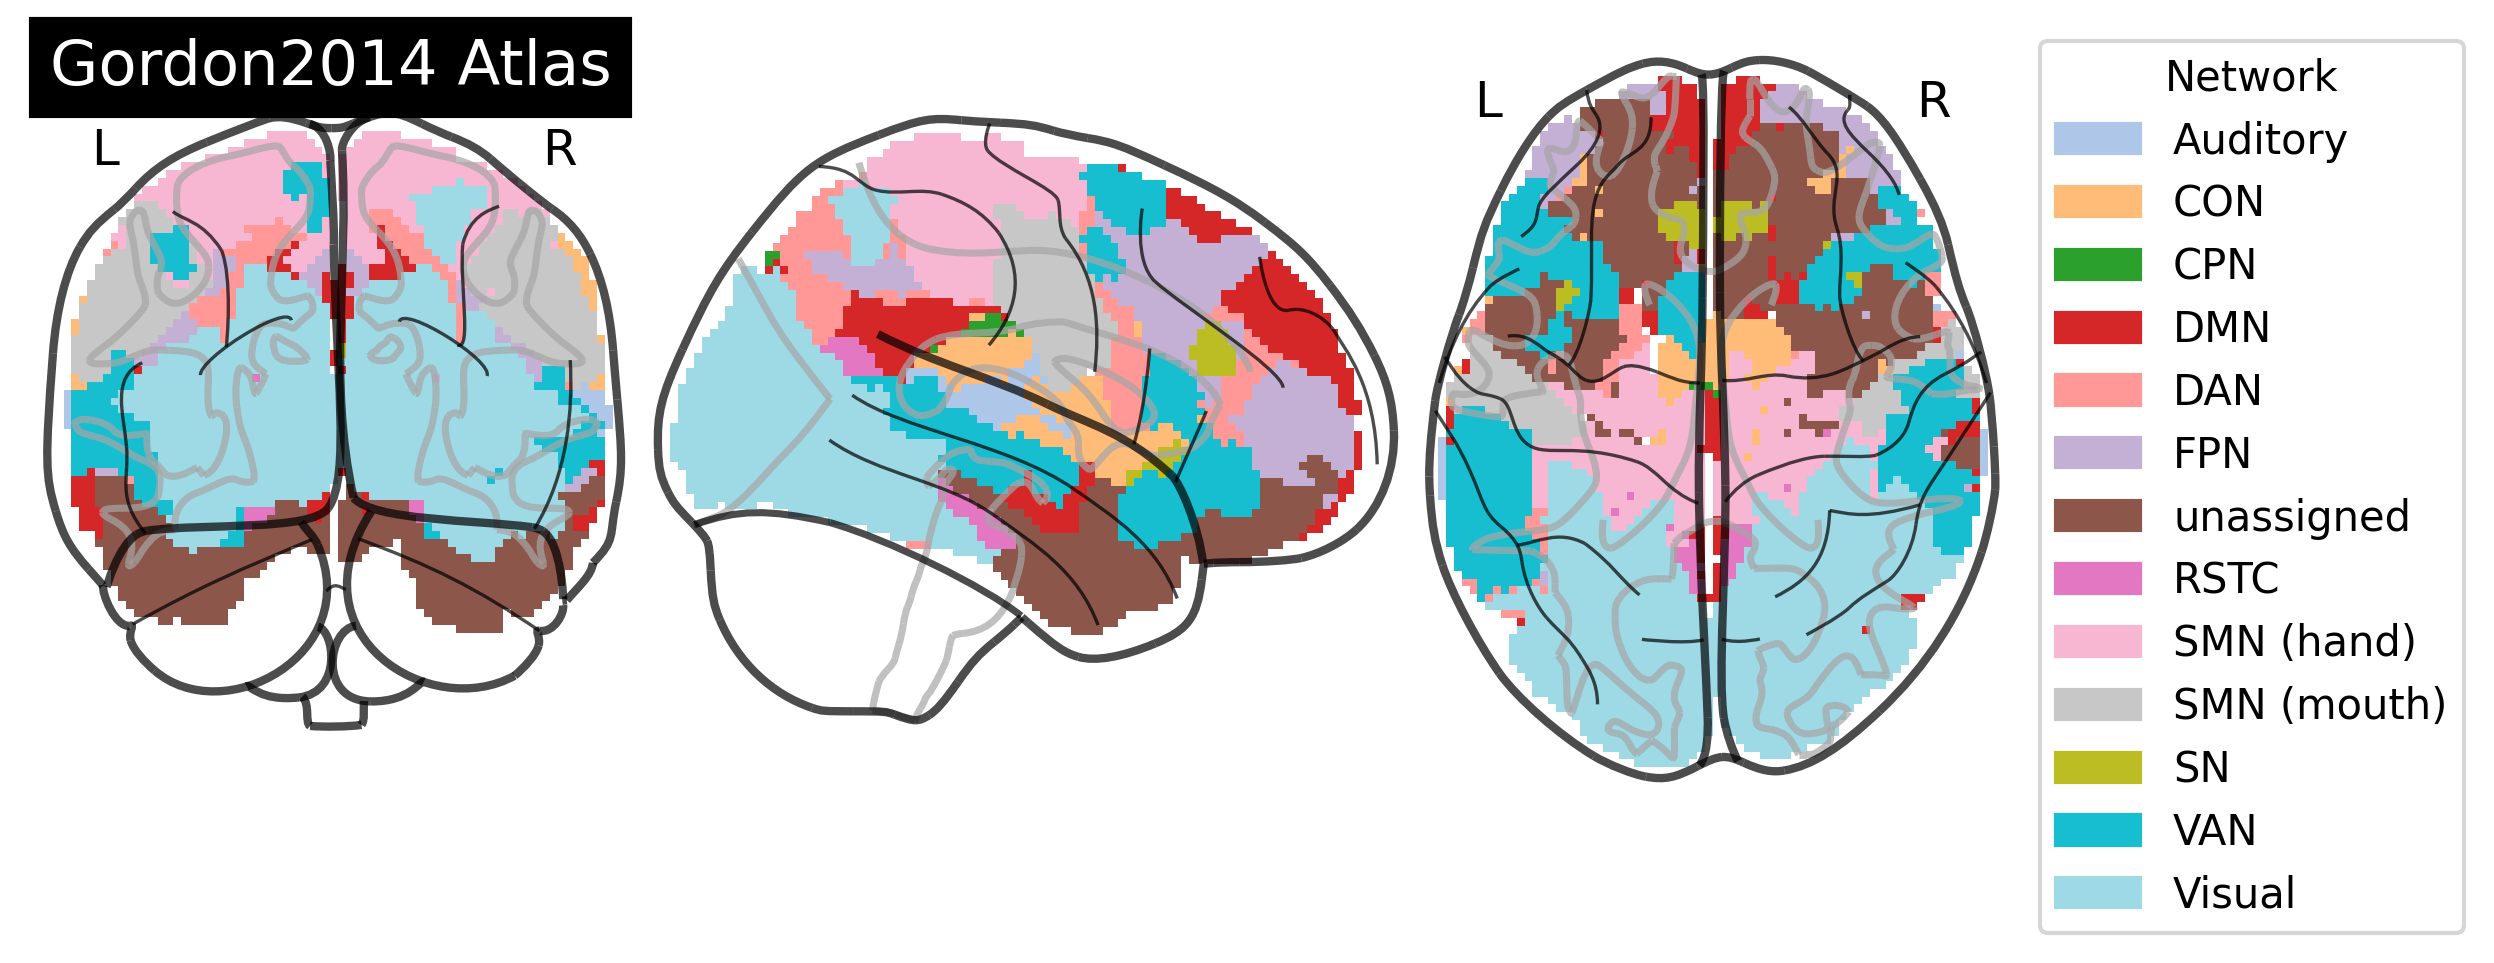 Gordon2014 Atlas
L
R
L
R
Network
Auditory
CON
CPN
DMN
DAN
FPN
unassigned
RSTC
SMN (hand)
SMN (mouth)
SN
VAN
Visual